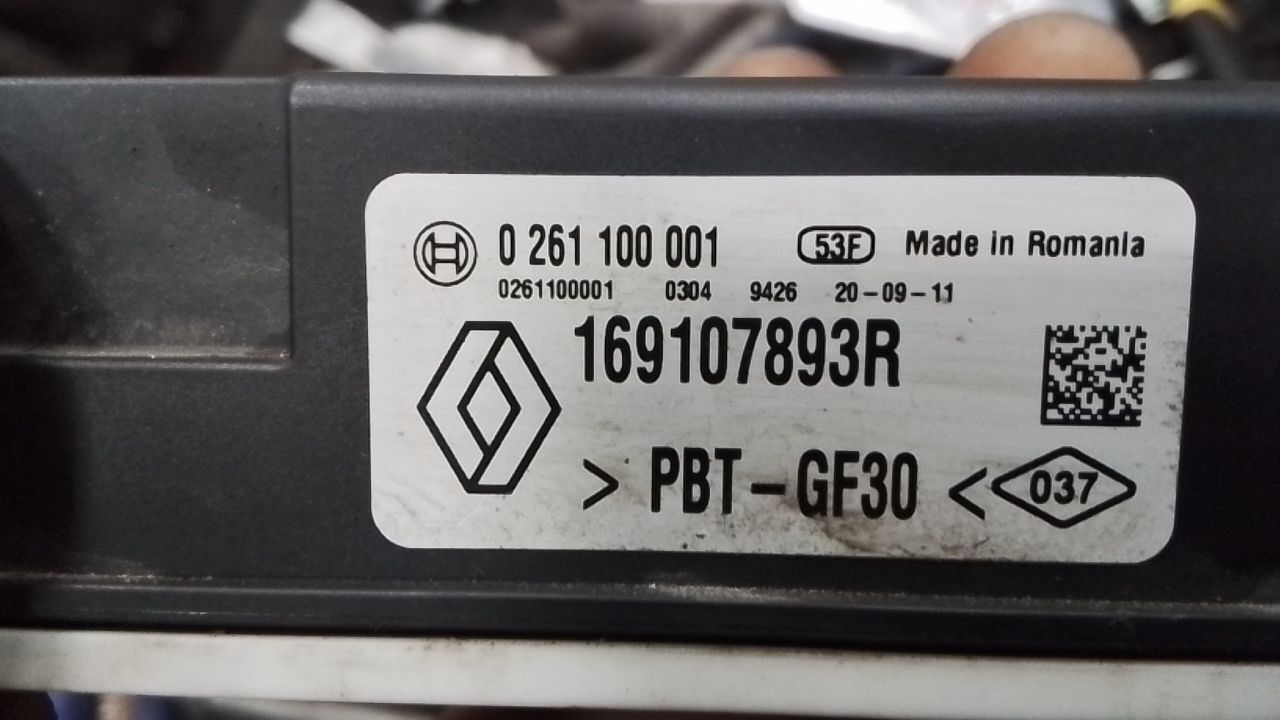 0 261 100 001 53F Made in Romania
0261100001 0304 9426 20-09-11
169107893R
> PBT-GF30 < 037